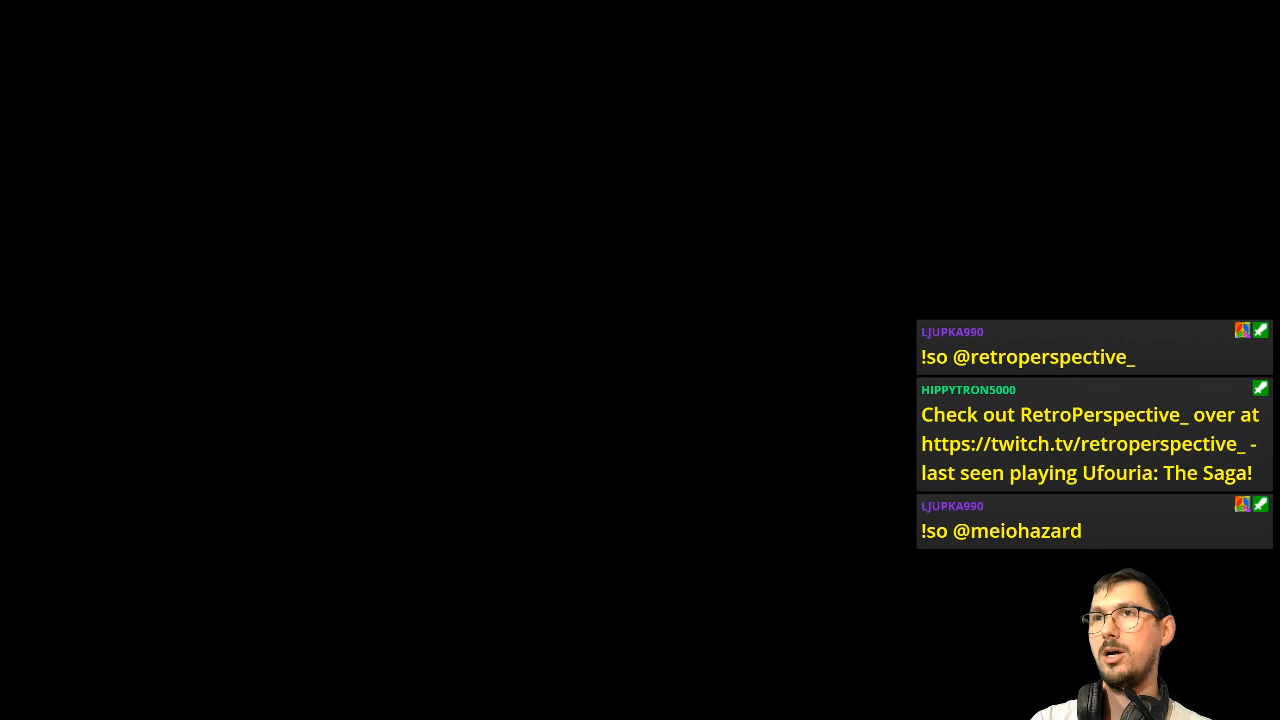 LJUPKA990
!so @retroperspective_
HIPPYTRON5000
Check out RetroPerspective_ over at
https://twitch.tv/retroperspective_ -
last seen playing Ufouria: The Saga!
LJUPKA990
!so @meiohazard